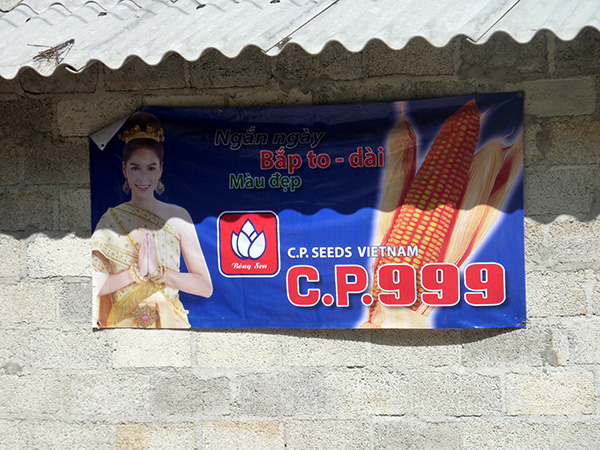 Ngắn ngày
Bắp to - dài
Màu đẹp
Bông Sen
C.P. SEEDS VIETNAM
C.P.999